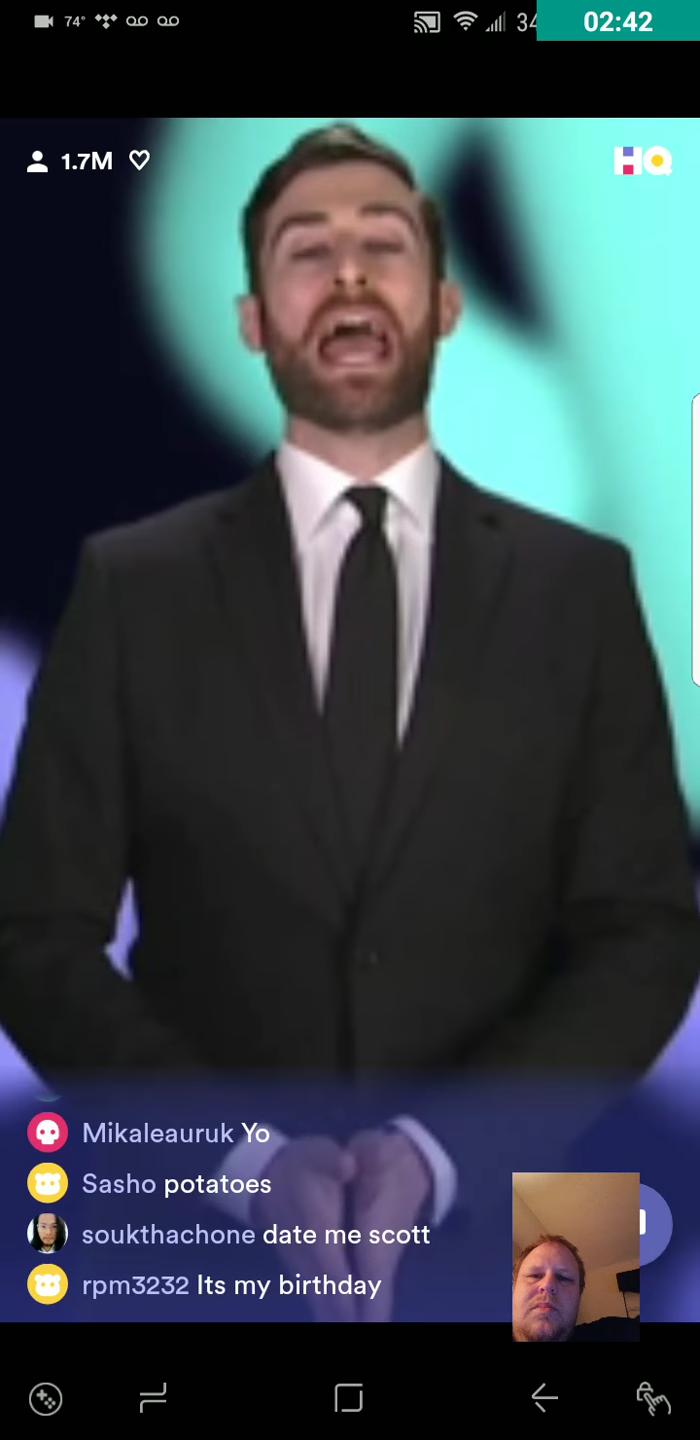 74°
34
02:42
1.7M
HQ
Mikaleauruk Yo
Sasho potatoes
soukthachone date me scott
rpm3232 Its my birthday